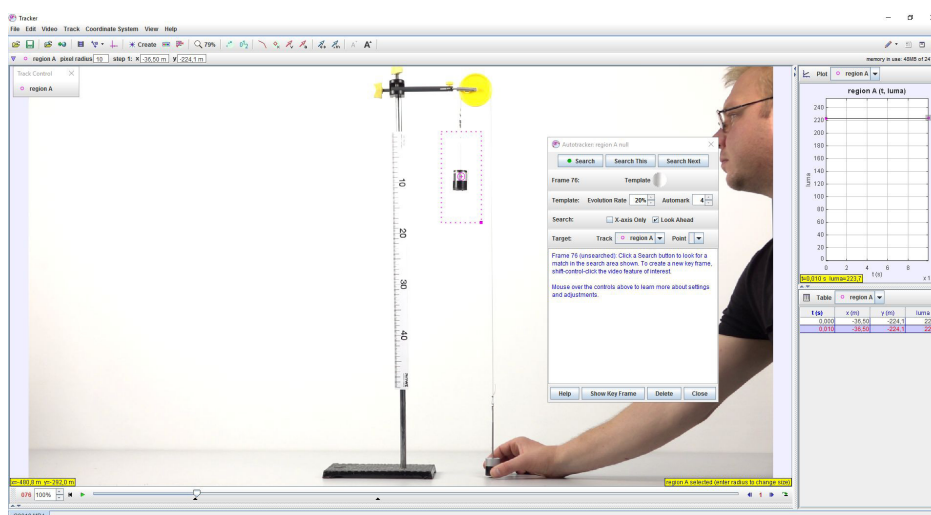 Tracker
File Edit Video Track Coordinate System View Help
Create 79% A A
region A pixel radius 10 step 1: x -36,50 m y -224,1 m
memory in use: 48MB of 24
Track Control
region A
10
20
30
40
Autotracker: region A null
Search Search This Search Next
Frame 76: Template
Template: Evolution Rate 20% Automark 4
Search: X-axis Only Look Ahead
Target: Track region A Point
Frame 76 (unsearched): Click a Search button to look for a
match in the search area shown. To create a new key frame,
shift-control-click the video feature of interest.
Mouse over the controls above to learn more about settings
and adjustments.
Help Show Key Frame Delete Close
x=-480,8 m y=-282,0 m
region A selected (enter radius to change size)
076 100% 1
Plot region A
region A (t, luma)
luma
240
220
200
180
160
140
120
100
80
60
40
20
0
0 2 4 6 8
t (s)
x 1
t=0,010 s luma=223,7
Table region A
t (s) x (m) y (m) luma
0,000 -36,50 -224,1 22
0,010 -36,50 -224,1 22